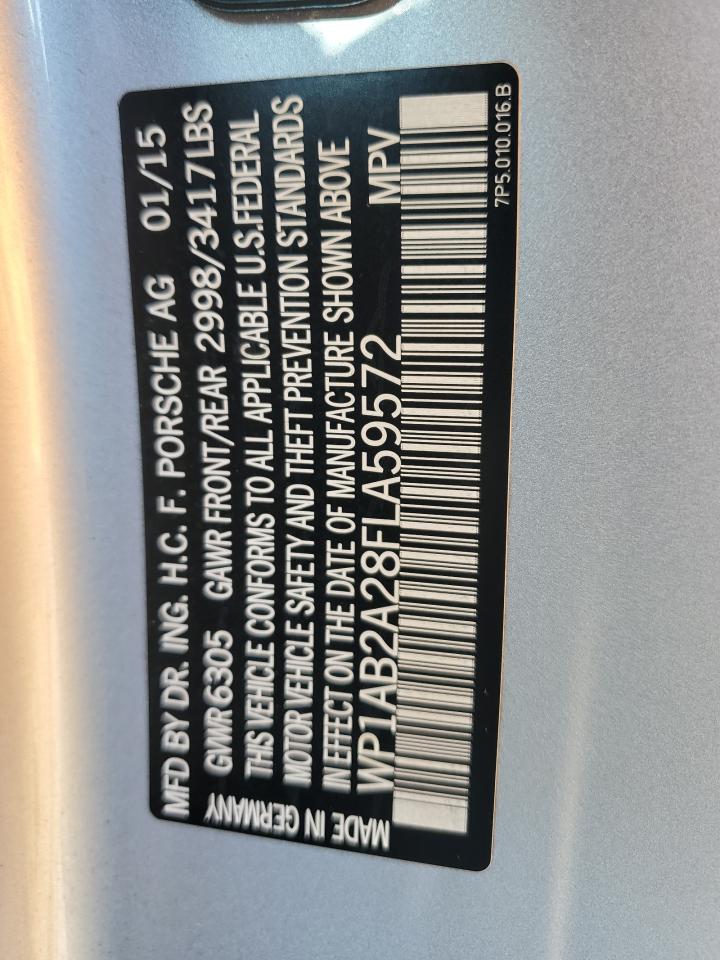 MFD BY DR. ING. H.C. F. PORSCHE AG 01/15
GVWR 6305 GAWR FRONT/REAR 2998/3417LBS
THIS VEHICLE CONFORMS TO ALL APPLICABLE U.S.FEDERAL
MOTOR VEHICLE SAFETY AND THEFT PREVENTION STANDARDS
IN EFFECT ON THE DATE OF MANUFACTURE SHOWN ABOVE
WP1AB2A28FLA59572 MPV
MADE IN GERMANY
7P5.010.016.B